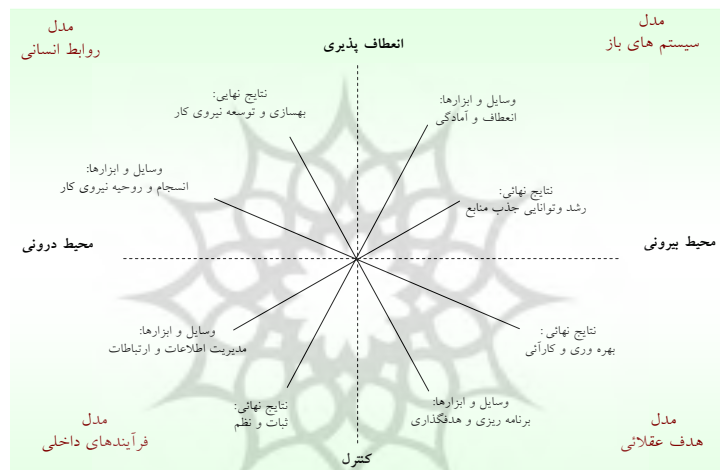 مدل
سیستم های باز
انعطاف پذیری
مدل
روابط انسانی
وسایل و ابزارها:
انعطاف و آمادگی
نتایج نهایی:
بهسازی و توسعه نیروی کار
نتایج نهائی:
رشد وتوانایی جذب منابع
وسایل و ابزارها:
انسجام و روحیه نیروی کار
محیط بیرونی
محیط درونی
نتایج نهائی :
بهره وری و کارآئی
وسایل و ابزارها:
مدیریت اطلاعات و ارتباطات
وسایل و ابزارها:
برنامه ریزی و هدفگذاری
نتایج نهائی:
ثبات و نظم
مدل
هدف عقلائی
مدل
فرآیندهای داخلی
کنترل